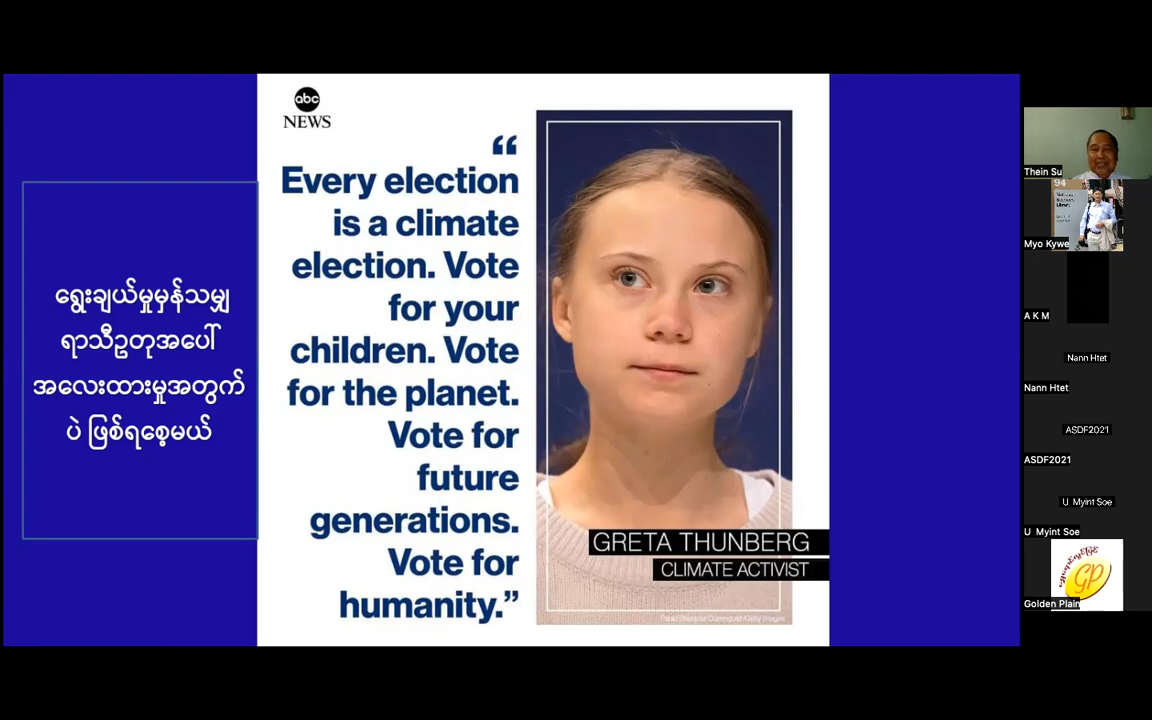 ရွေးချယ်မှုမှန်သမျှ
ရာသီဥတုအပေါ်
အလေးထားမှုအတွက်
ပဲ ဖြစ်ရစေ့မယ်
abc
NEWS
“
Every election
is a climate
election. Vote
for your
children. Vote
for the planet.
Vote for
future
generations.
Vote for
humanity.”
GRETA THUNBERG
CLIMATE ACTIVIST
Thein Su
94
Myo Kywe
A K M
Nann Htet
Nann Htet
ASDF2021
ASDF2021
U Myint Soe
U Myint Soe
GP
Golden Plain